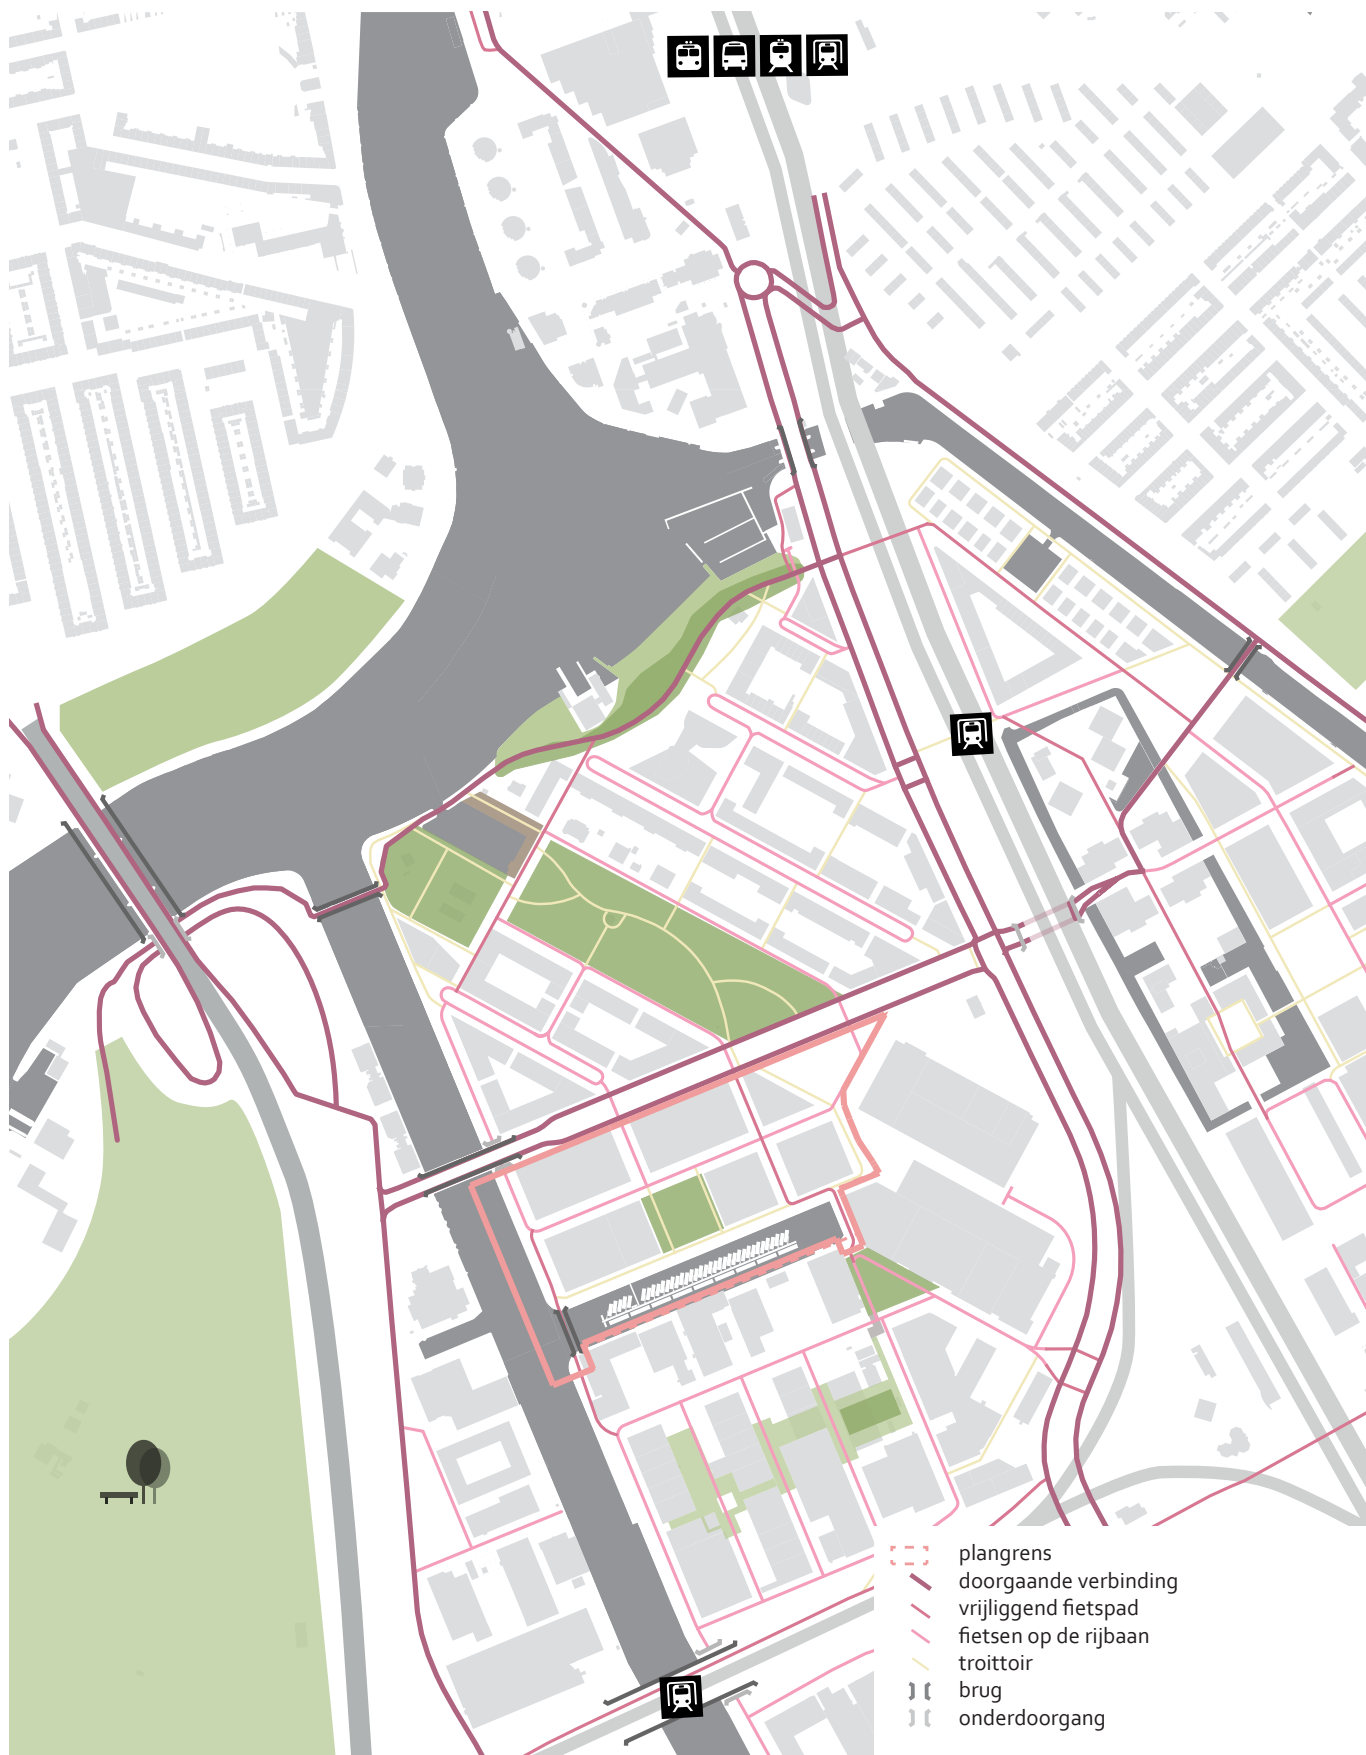 plangrens
doorgaande verbinding
vrijliggend fietspad
fietsen op de rijbaan
troittoir
brug
onderdoorgang